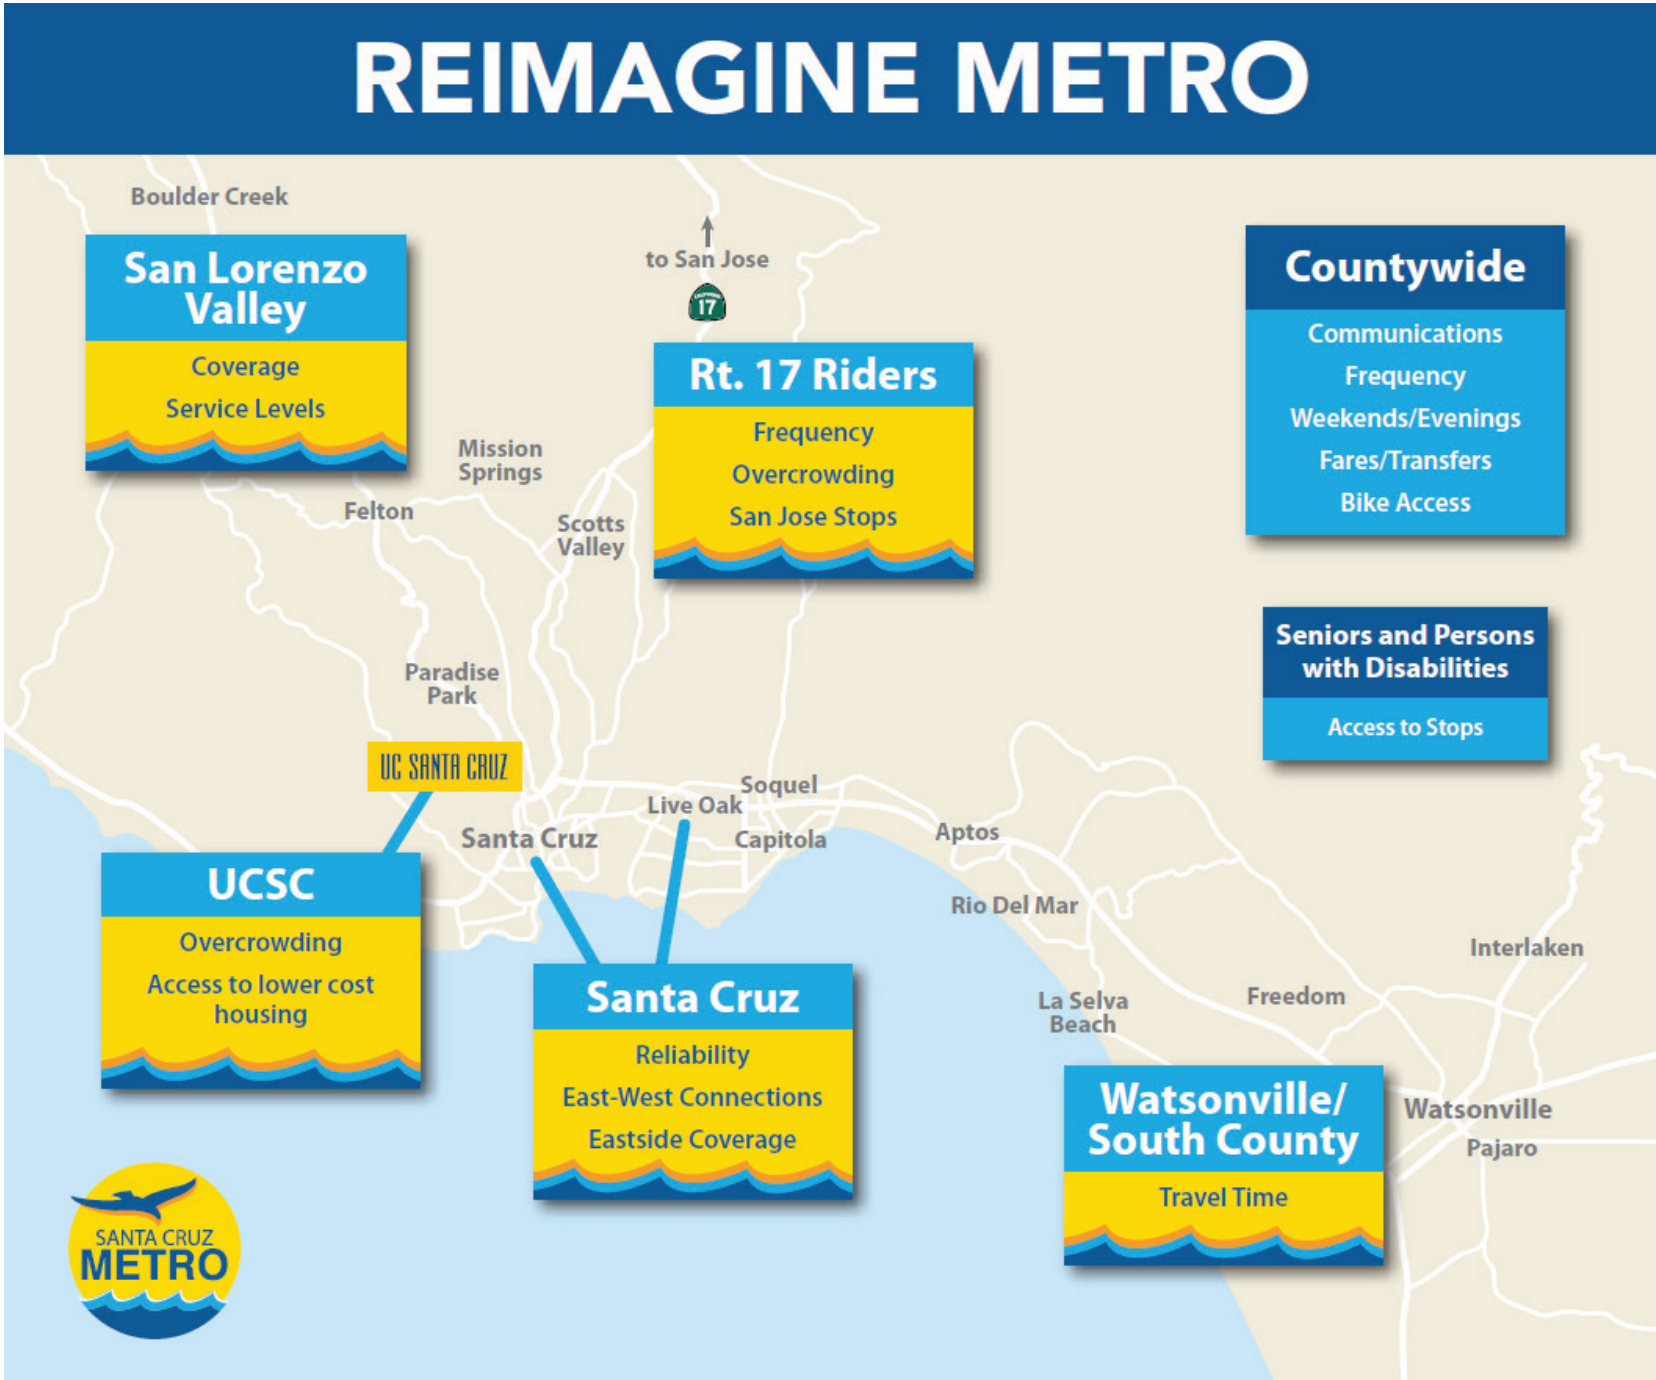 REIMAGINE METRO
Boulder Creek
San Lorenzo
Valley
Coverage
Service Levels
to San Jose
CALIFORNIA
17
Rt. 17 Riders
Frequency
Overcrowding
San Jose Stops
Countywide
Communications
Frequency
Weekends/Evenings
Fares/Transfers
Bike Access
Mission
Springs
Felton
Scotts
Valley
Seniors and Persons
with Disabilities
Access to Stops
Paradise
Park
UC SANTA CRUZ
Soquel
Live Oak
Santa Cruz
Capitola
Aptos
UCSC
Overcrowding
Access to lower cost
housing
Rio Del Mar
Interlaken
Santa Cruz
Reliability
East-West Connections
Eastside Coverage
La Selva
Beach
Freedom
Watsonville/
South County
Travel Time
Watsonville
Pajaro
SANTA CRUZ
METRO